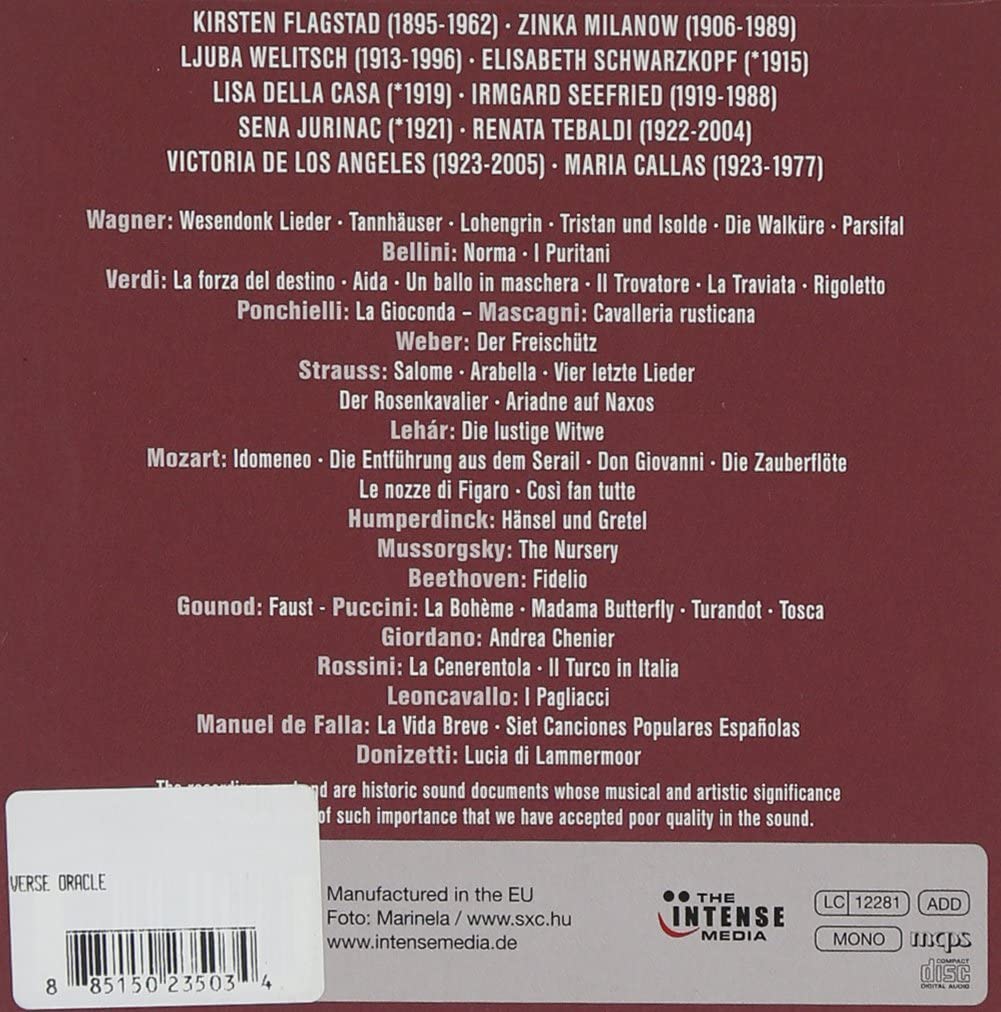 KIRSTEN FLAGSTAD (1895-1962) · ZINKA MILANOW (1906-1989)
LJUBA WELITSCH (1913-1996) · ELISABETH SCHWARZKOPF (*1915)
LISA DELLA CASA (*1919) · IRMGARD SEEFRIED (1919-1988)
SENA JURINAC (*1921) · RENATA TEBALDI (1922-2004)
VICTORIA DE LOS ANGELES (1923-2005) · MARIA CALLAS (1923-1977)
Wagner: Wesendonk Lieder · Tannhäuser · Lohengrin · Tristan und Isolde · Die Walküre · Parsifal
Bellini: Norma · I Puritani
Verdi: La forza del destino · Aida · Un ballo in maschera · Il Trovatore · La Traviata · Rigoletto
Ponchielli: La Gioconda – Mascagni: Cavalleria rusticana
Weber: Der Freischütz
Strauss: Salome · Arabella · Vier letzte Lieder
Der Rosenkavalier · Ariadne auf Naxos
Lehár: Die lustige Witwe
Mozart: Idomeneo · Die Entführung aus dem Serail · Don Giovanni · Die Zauberflöte
Le nozze di Figaro · Così fan tutte
Humperdinck: Hänsel und Gretel
Mussorgsky: The Nursery
Beethoven: Fidelio
Gounod: Faust - Puccini: La Bohème · Madama Butterfly · Turandot · Tosca
Giordano: Andrea Chenier
Rossini: La Cenerentola · Il Turco in Italia
Leoncavallo: I Pagliacci
Manuel de Falla: La Vida Breve · Siet Canciones Populares Españolas
Donizetti: Lucia di Lammermoor
are historic sound documents whose musical and artistic significance
of such importance that we have accepted poor quality in the sound.
VERSE ORACLE
8 85150 23503 4
Manufactured in the EU
Foto: Marinela / www.sxc.hu
www.intensemedia.de
THE
INTENSE
MEDIA
LC 12281 ADD
MONO mcps
COMPACT
disc
DIGITAL AUDIO